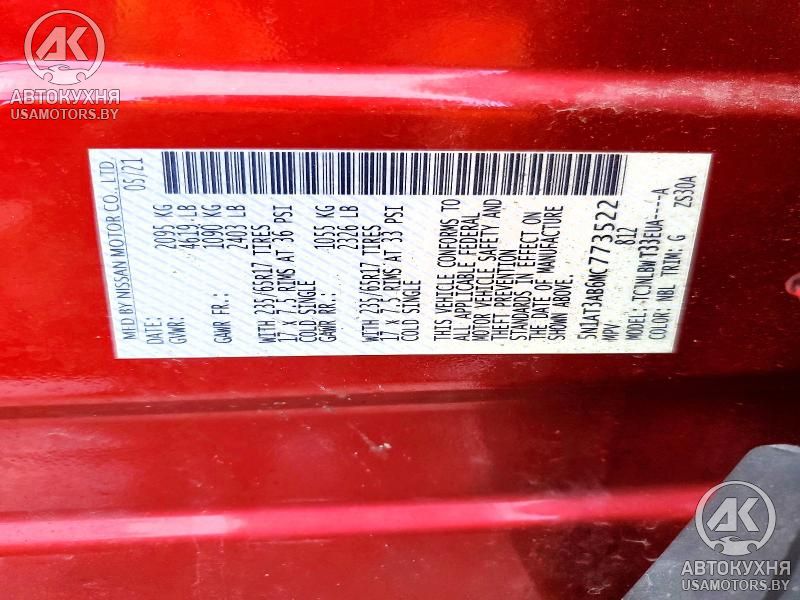 AK
АВТОКУХНЯ
USAMOTORS.BY
MFD BY NISSAN MOTOR CO., LTD.
DATE: 05/21
GVWR: 2095 KG
4619 LB
GAWR FR.: 1090 KG
2403 LB
WITH 235/65R17 TIRES
17 X 7.5 RIMS AT 36 PSI
COLD SINGLE
GAWR RR.: 1055 KG
2326 LB
WITH 235/65R17 TIRES
17 X 7.5 RIMS AT 33 PSI
COLD SINGLE
THIS VEHICLE CONFORMS TO
ALL APPLICABLE FEDERAL
MOTOR VEHICLE SAFETY AND
THEFT PREVENTION
STANDARDS IN EFFECT ON
THE DATE OF MANUFACTURE
SHOWN ABOVE.
5N1AT3AB6MC773522
MPV 812
MODEL: TCJNLBWT33EUA----A
COLOR: NBL TRIM: G ZS30A
AK
АВТОКУХНЯ
USAMOTORS.BY